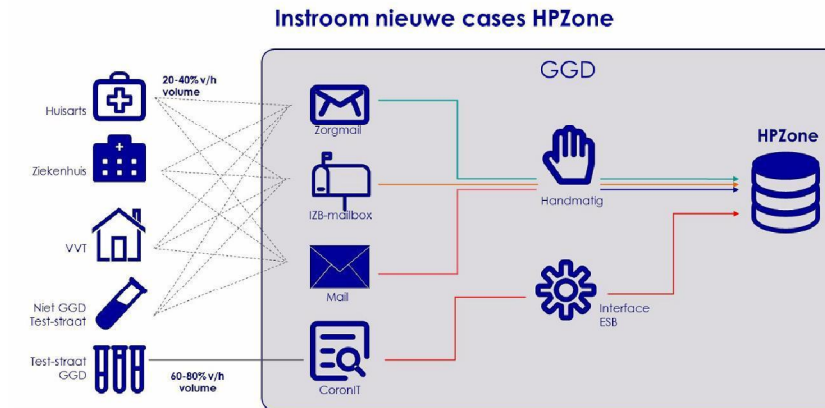 Instroom nieuwe cases HPZone
GGD
20-40% v/h
volume
Huisarts
Zorgmail
Ziekenhuis
HPZone
IZB-mailbox
Handmatig
VVT
Mail
Niet GGD
Test-straat
Interface
ESB
Test-straat
GGD
60-80% v/h
volume
CoronIT